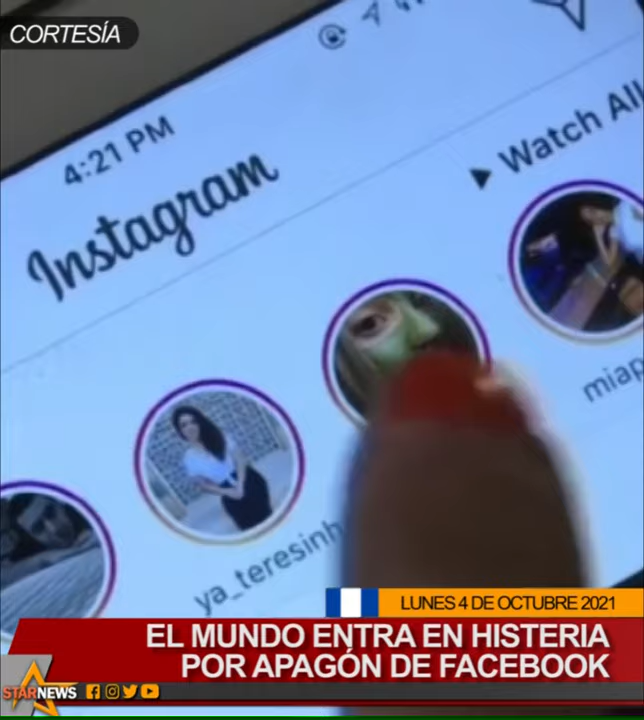 CORTESÍA
4:21 PM
Instagram
Watch All
ya_teresinh
miap
LUNES 4 DE OCTUBRE 2021
EL MUNDO ENTRA EN HISTERIA
POR APAGÓN DE FACEBOOK
STARNEWS